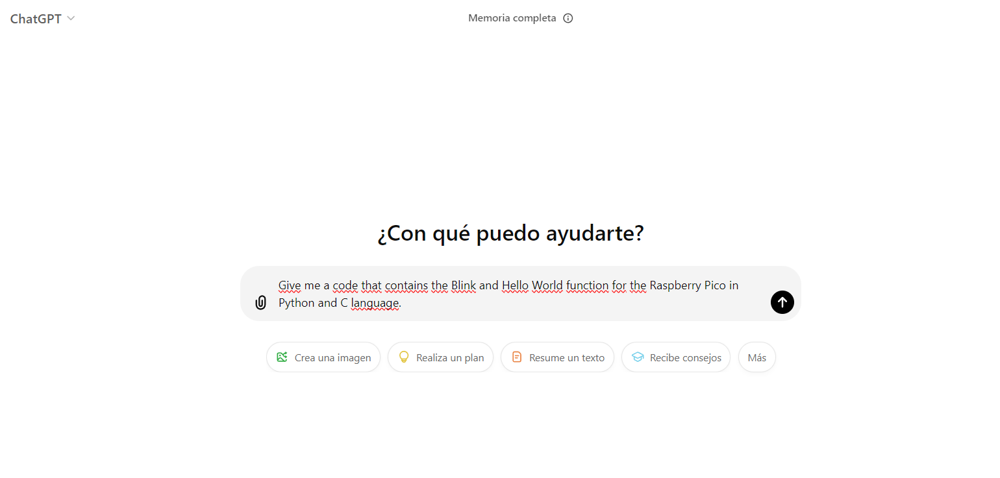 ChatGPT
Memoria completa
¿Con qué puedo ayudarte?
Give me a code that contains the Blink and Hello World function for the Raspberry Pico in
Python and C language.
Crea una imagen
Realiza un plan
Resume un texto
Recibe consejos
Más